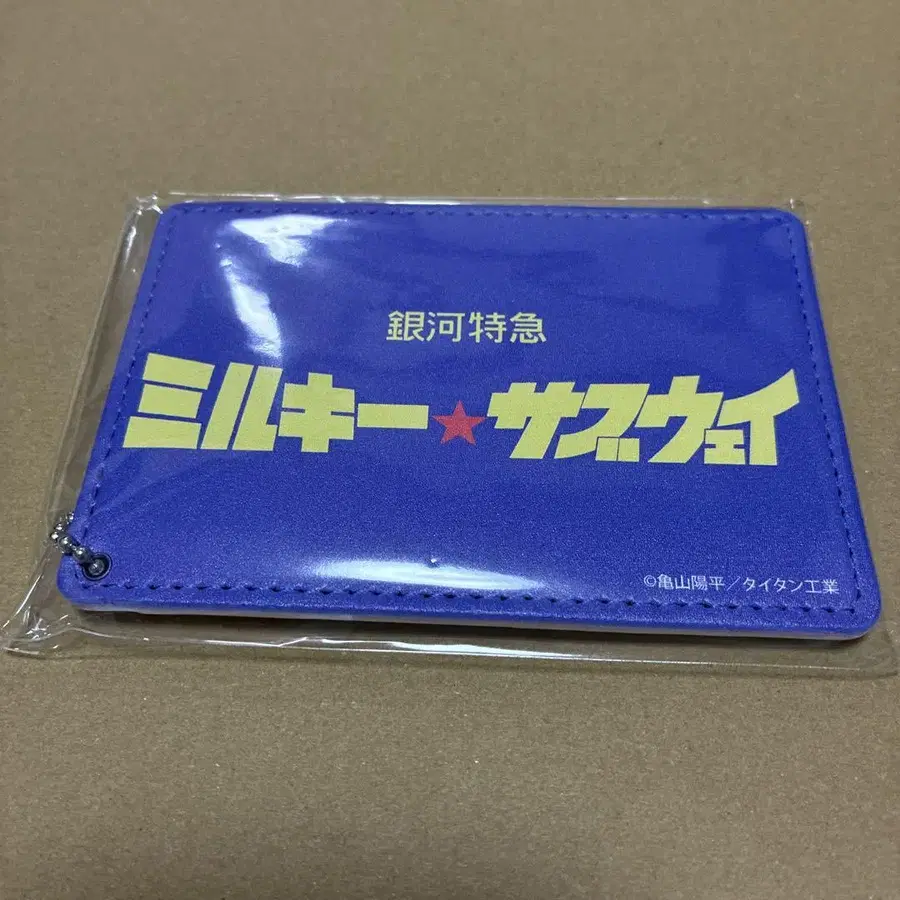 銀河特急
ミルキー★サブウェイ
©亀山陽平／タイタン工業